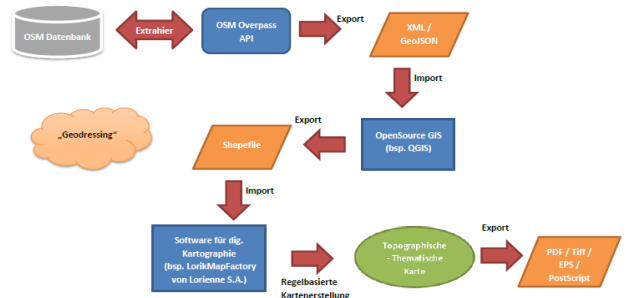 OSM Datenbank
Extrahier
OSM Overpass
API
Export
XML /
GeoJSON
Import
„Geodressing“
Shapefile
Export
OpenSource GIS
(bsp. QGIS)
Import
Software für dig.
Kartographie
(bsp. LorikMapFactory
von Lorienne S.A.)
Regelbasierte
Kartenerstellung
Topographische
- Thematische
Karte
Export
PDF / Tiff /
EPS /
PostScript